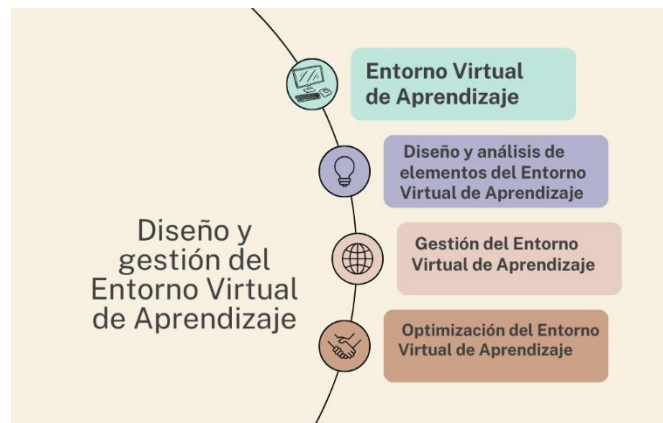 Diseño y
gestión del
Entorno Virtual
de Aprendizaje
Entorno Virtual
de Aprendizaje
Diseño y análisis de
elementos del Entorno
Virtual de Aprendizaje
Gestión del Entorno
Virtual de Aprendizaje
Optimización del Entorno
Virtual de Aprendizaje